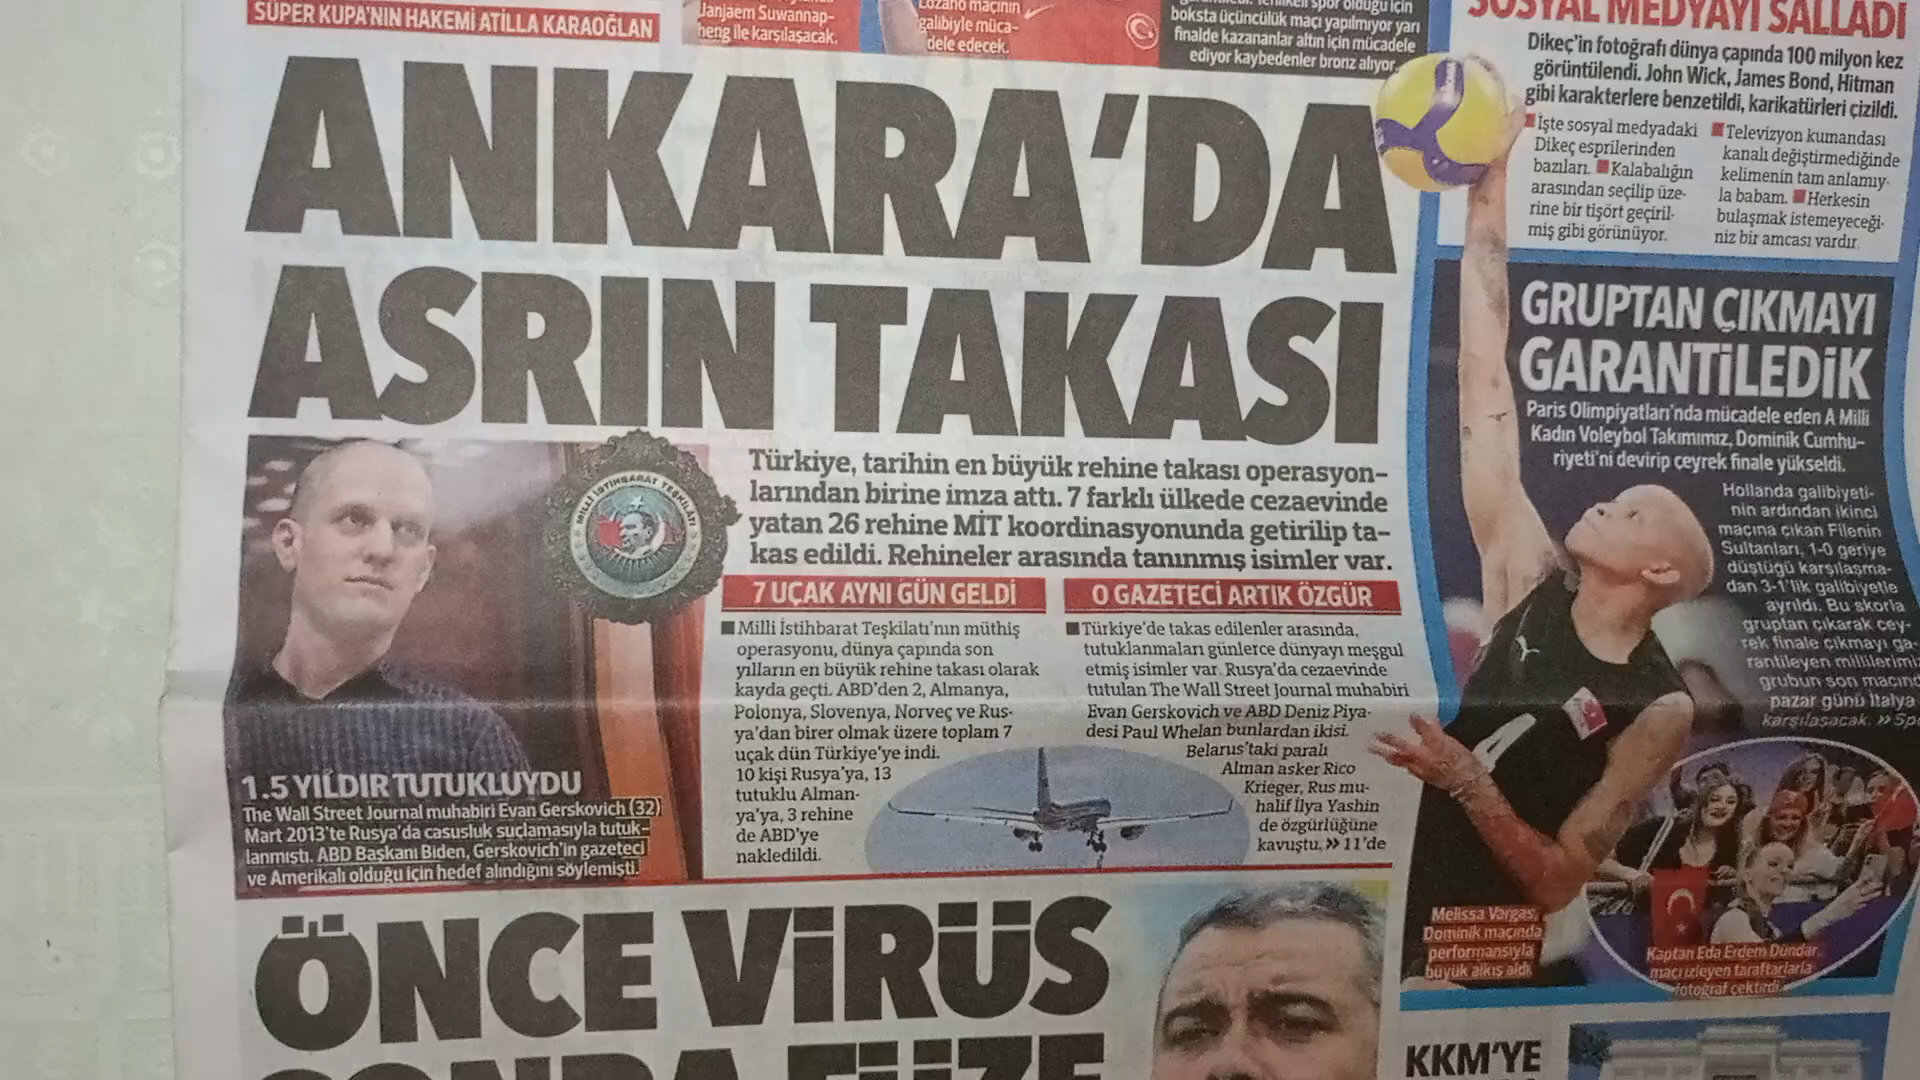 SÜPER KUPA'NIN HAKEMİ ATİLLA KARAOĞLAN
Janjaem Suwannap-
heng ile karşılaşacak.
Lozano maçının
galibiyle müca-
dele edecek.
spor olduğu için
boksta üçüncülük maçı yapılmıyor yarı
finalde kazananlar altın için mücadele
ediyor kaybedenler bronz alıyor.
SOSYAL MEDYAYI SALLADI
Dikeç'in fotoğrafı dünya çapında 100 milyon kez
görüntülendi. John Wick, James Bond, Hitman
gibi karakterlere benzetildi, karikatürleri çizildi.
İşte sosyal medyadaki
Dikeç esprilerinden
bazıları. Kalabalığın
arasından seçilip üze-
rine bir tişört geçiril-
miş gibi görünüyor.
Televizyon kumandası
kanalı değiştirmediğinde
kelimenin tam anlamıy-
la babam. Herkesin
bulaşmak istemeyeceği-
niz bir amcası vardır.
ANKARA'DA
ASRIN TAKASI
MİLLİ İSTİHBARAT TEŞKİLATI
Türkiye, tarihin en büyük rehine takası operasyon-
larından birine imza attı. 7 farklı ülkede cezaevinde
yatan 26 rehine MİT koordinasyonunda getirilip ta-
kas edildi. Rehineler arasında tanınmış isimler var.
7 UÇAK AYNI GÜN GELDİ
Milli İstihbarat Teşkilatı'nın müthiş
operasyonu, dünya çapında son
yılların en büyük rehine takası olarak
kayda geçti. ABD'den 2, Almanya,
Polonya, Slovenya, Norveç ve Rus-
ya'dan birer olmak üzere toplam 7
uçak dün Türkiye'ye indi.
10 kişi Rusya'ya, 13
tutuklu Alman-
ya'ya, 3 rehine
de ABD'ye
nakledildi.
O GAZETECİ ARTIK ÖZGÜR
Türkiye'de takas edilenler arasında,
tutuklanmaları günlerce dünyayı meşgul
etmiş isimler var. Rusya'da cezaevinde
tutulan The Wall Street Journal muhabiri
Evan Gerskovich ve ABD Deniz Piya-
desi Paul Whelan bunlardan ikisi.
Belarus'taki paralı
Alman asker Rico
Krieger, Rus mu-
halif İlya Yashin
de özgürlüğüne
kavuştu. » 11'de
1.5 YILDIR TUTUKLUYDU
The Wall Street Journal muhabiri Evan Gerskovich (32)
Mart 2013'te Rusya'da casusluk suçlamasıyla tutuk-
lanmıştı. ABD Başkanı Biden, Gerskovich'in gazeteci
ve Amerikalı olduğu için hedef alındığını söylemişti.
GRUPTAN ÇIKMAYI
GARANTİLEDİK
Paris Olimpiyatları'nda mücadele eden A Milli
Kadın Voleybol Takımımız, Dominik Cumhu-
riyeti'ni devirip çeyrek finale yükseldi.
Hollanda galibiyeti-
nin ardından ikinci
maçına çıkan Filenin
Sultanları, 1-0 geriye
düştüğü karşılaşma-
dan 3-1'lik galibiyetle
ayrıldı. Bu skorla
gruptan çıkarak çey-
rek finale çıkmayı ga-
rantileyen millilerimiz
grubun son maçınd
pazar günü İtalya
karşılaşacak. » Sp
4
Melissa Vargas,
Dominik maçında
performansıyla
büyük alkış aldı.
Kaptan Eda Erdem Dündar,
maçı izleyen taraftarlarla
fotoğraf çektirdi.
ÖNCE VİRÜS
SONRA FÜZE
KKM'YE